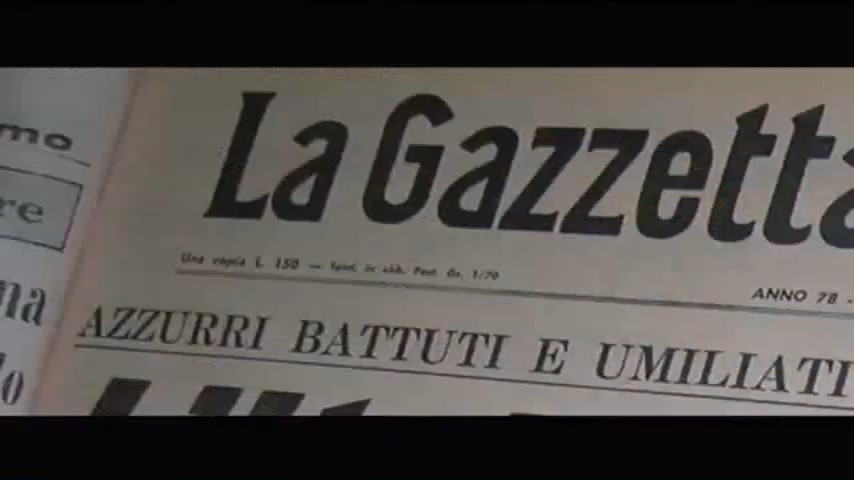 mo
re
na
lo
La Gazzetta
Una copia L. 150 — Sped. in abb. Post. Gr. 1/70
ANNO 78 -
AZZURRI BATTUTI E UMILIATI